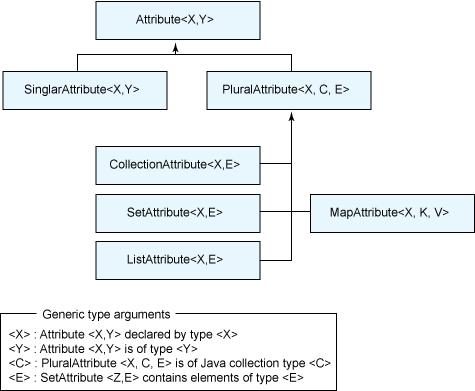 Attribute<X,Y>
SinglarAttribute<X,Y>
PluralAttribute<X, C, E>
CollectionAttribute<X,E>
SetAttribute<X,E>
MapAttribute<X, K, V>
ListAttribute<X,E>
Generic type arguments
<X> : Attribute <X,Y> declared by type <X>
<Y> : Attribute <X,Y> is of type <Y>
<C> : PluralAttribute <X, C, E> is of Java collection type <C>
<E> : SetAttribute <Z,E> contains elements of type <E>